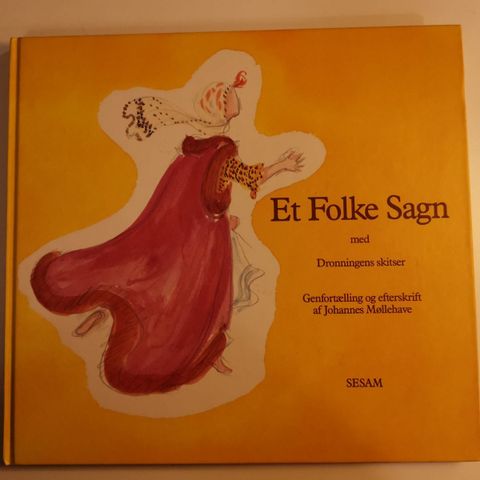 Et Folke Sagn
med
Dronningens skitser
Genfortælling og efterskrift
af Johannes Møllehave
SESAM